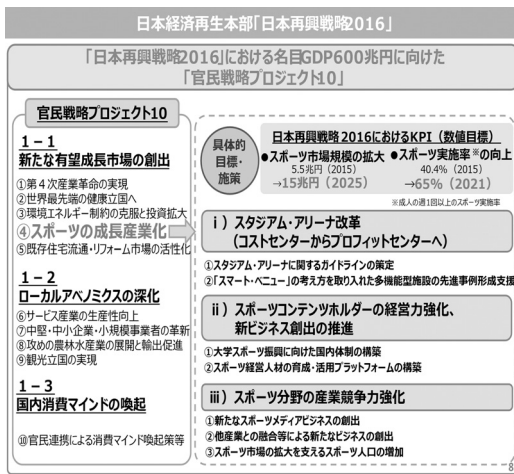 日本経済再生本部「日本再興戦略2016」
「日本再興戦略2016」における名目GDP600兆円に向けた
「官民戦略プロジェクト10」
官民戦略プロジェクト10
1－1
新たな有望成長市場の創出
①第4次産業革命の実現
②世界最先端の健康立国へ
③環境エネルギー制約の克服と投資拡大
④スポーツの成長産業化
⑤既存住宅流通・リフォーム市場の活性化
1－2
ローカルアベノミクスの深化
⑥サービス産業の生産性向上
⑦中堅・中小企業・小規模事業者の革新
⑧攻めの農林水産業の展開と輸出促進
⑨観光立国の実現
1－3
国内消費マインドの喚起
⑩官民連携による消費マインド喚起策等
具体的
目標・
施策
日本再興戦略2016におけるKPI（数値目標）
●スポーツ市場規模の拡大 ●スポーツ実施率※の向上
5.5兆円（2015） 40.4%（2015）
→15兆円（2025） →65%（2021）
※成人の週1回以上のスポーツ実施率
ⅰ）スタジアム・アリーナ改革
（コストセンターからプロフィットセンターへ）
①スタジアム・アリーナに関するガイドラインの策定
②「スマート・ベニュー」の考え方を取り入れた多機能型施設の先進事例形成支援
ⅱ）スポーツコンテンツホルダーの経営力強化、
新ビジネス創出の推進
①大学スポーツ振興に向けた国内体制の構築
②スポーツ経営人材の育成・活用プラットフォームの構築
ⅲ）スポーツ分野の産業競争力強化
①新たなスポーツメディアビジネスの創出
②他産業との融合等による新たなビジネスの創出
③スポーツ市場の拡大を支えるスポーツ人口の増加
8